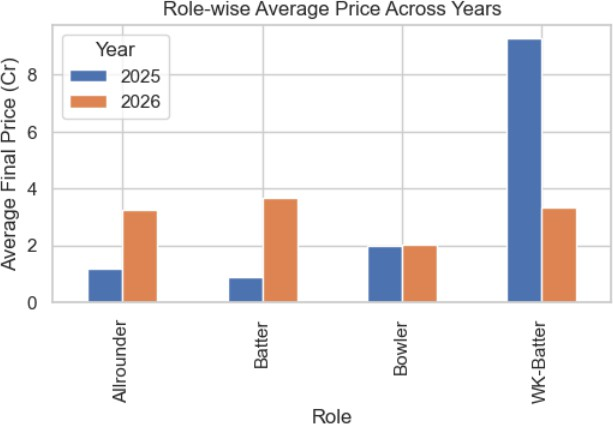 Role-wise Average Price Across Years
Year
2025
2026
Average Final Price (Cr)
8
6
4
2
0
Allrounder
Batter
Bowler
WK-Batter
Role